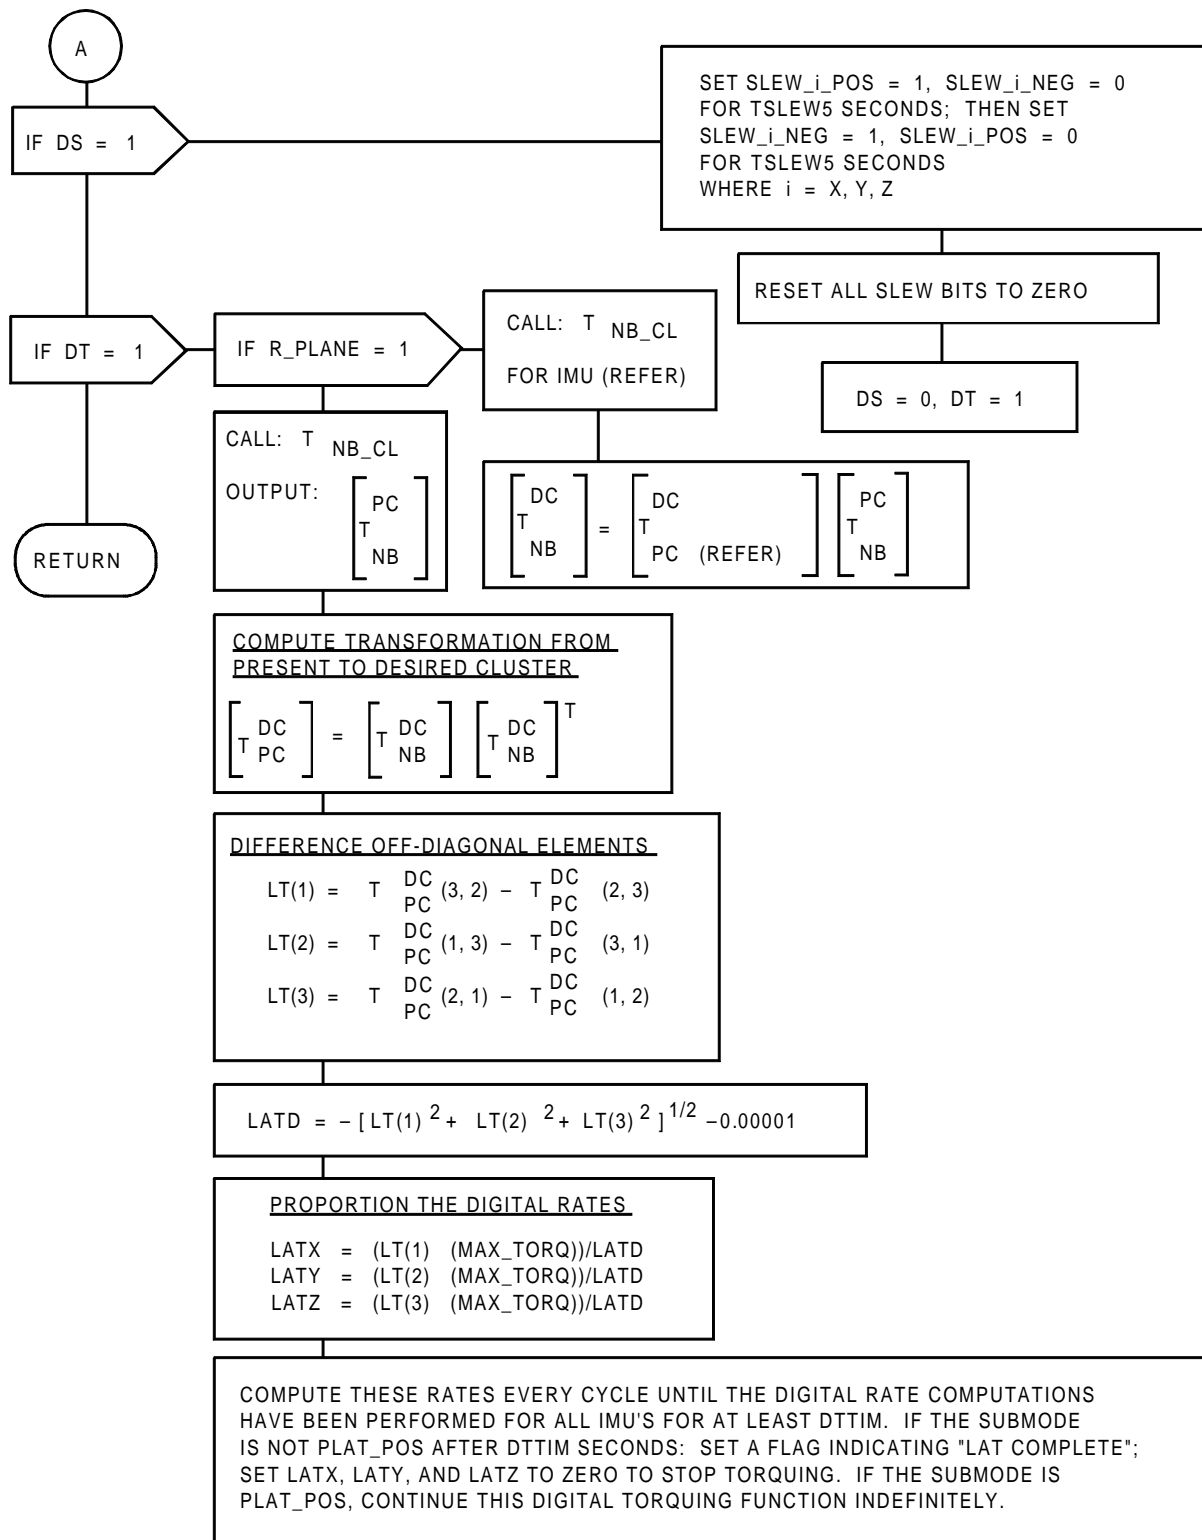 A
IF DS = 1
SET SLEW_i_POS = 1, SLEW_i_NEG = 0
FOR TSLEW5 SECONDS; THEN SET
SLEW_i_NEG = 1, SLEW_i_POS = 0
FOR TSLEW5 SECONDS
WHERE i = X, Y, Z
RESET ALL SLEW BITS TO ZERO
DS = 0, DT = 1
IF DT = 1
IF R_PLANE = 1
CALL: T NB_CL
FOR IMU (REFER)
[T DC NB] = [T DC PC (REFER)] [T PC NB]
CALL: T NB_CL
OUTPUT: [T PC NB]
RETURN
COMPUTE TRANSFORMATION FROM
PRESENT TO DESIRED CLUSTER
[T DC PC] = [T DC NB] [T DC NB] T
DIFFERENCE OFF-DIAGONAL ELEMENTS
LT(1) = T DC PC (3, 2) – T DC PC (2, 3)
LT(2) = T DC PC (1, 3) – T DC PC (3, 1)
LT(3) = T DC PC (2, 1) – T DC PC (1, 2)
LATD = – [ LT(1) 2 + LT(2) 2 + LT(3) 2 ] 1/2 –0.00001
PROPORTION THE DIGITAL RATES
LATX = (LT(1) (MAX_TORQ))/LATD
LATY = (LT(2) (MAX_TORQ))/LATD
LATZ = (LT(3) (MAX_TORQ))/LATD
COMPUTE THESE RATES EVERY CYCLE UNTIL THE DIGITAL RATE COMPUTATIONS
HAVE BEEN PERFORMED FOR ALL IMU'S FOR AT LEAST DTTIM. IF THE SUBMODE
IS NOT PLAT_POS AFTER DTTIM SECONDS: SET A FLAG INDICATING "LAT COMPLETE";
SET LATX, LATY, AND LATZ TO ZERO TO STOP TORQUING. IF THE SUBMODE IS
PLAT_POS, CONTINUE THIS DIGITAL TORQUING FUNCTION INDEFINITELY.